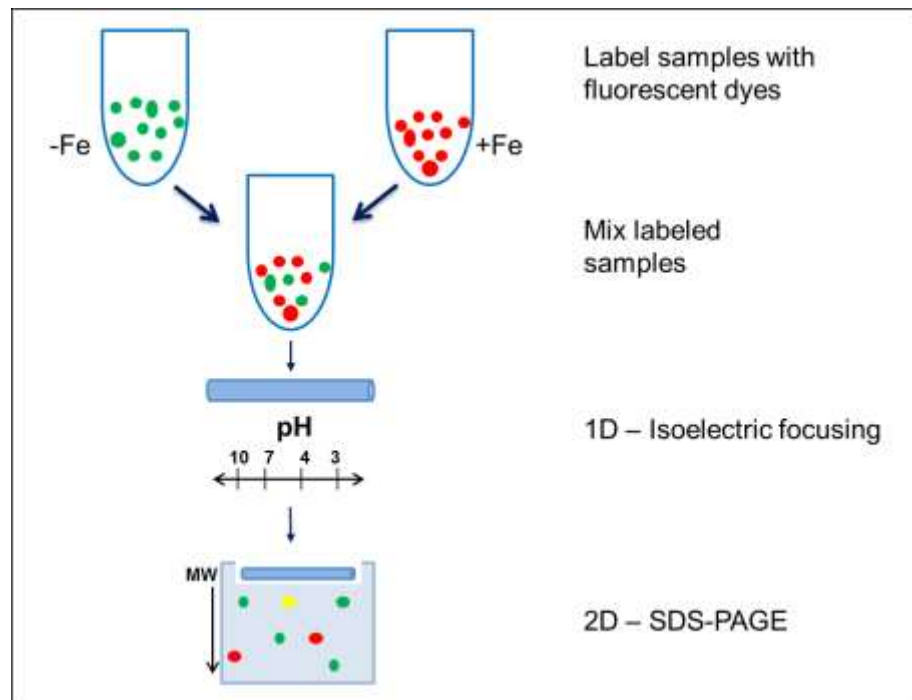 Label samples with
fluorescent dyes
-Fe
+Fe
Mix labeled
samples
1D – Isoelectric focusing
pH
10 7 4 3
MW
2D – SDS-PAGE